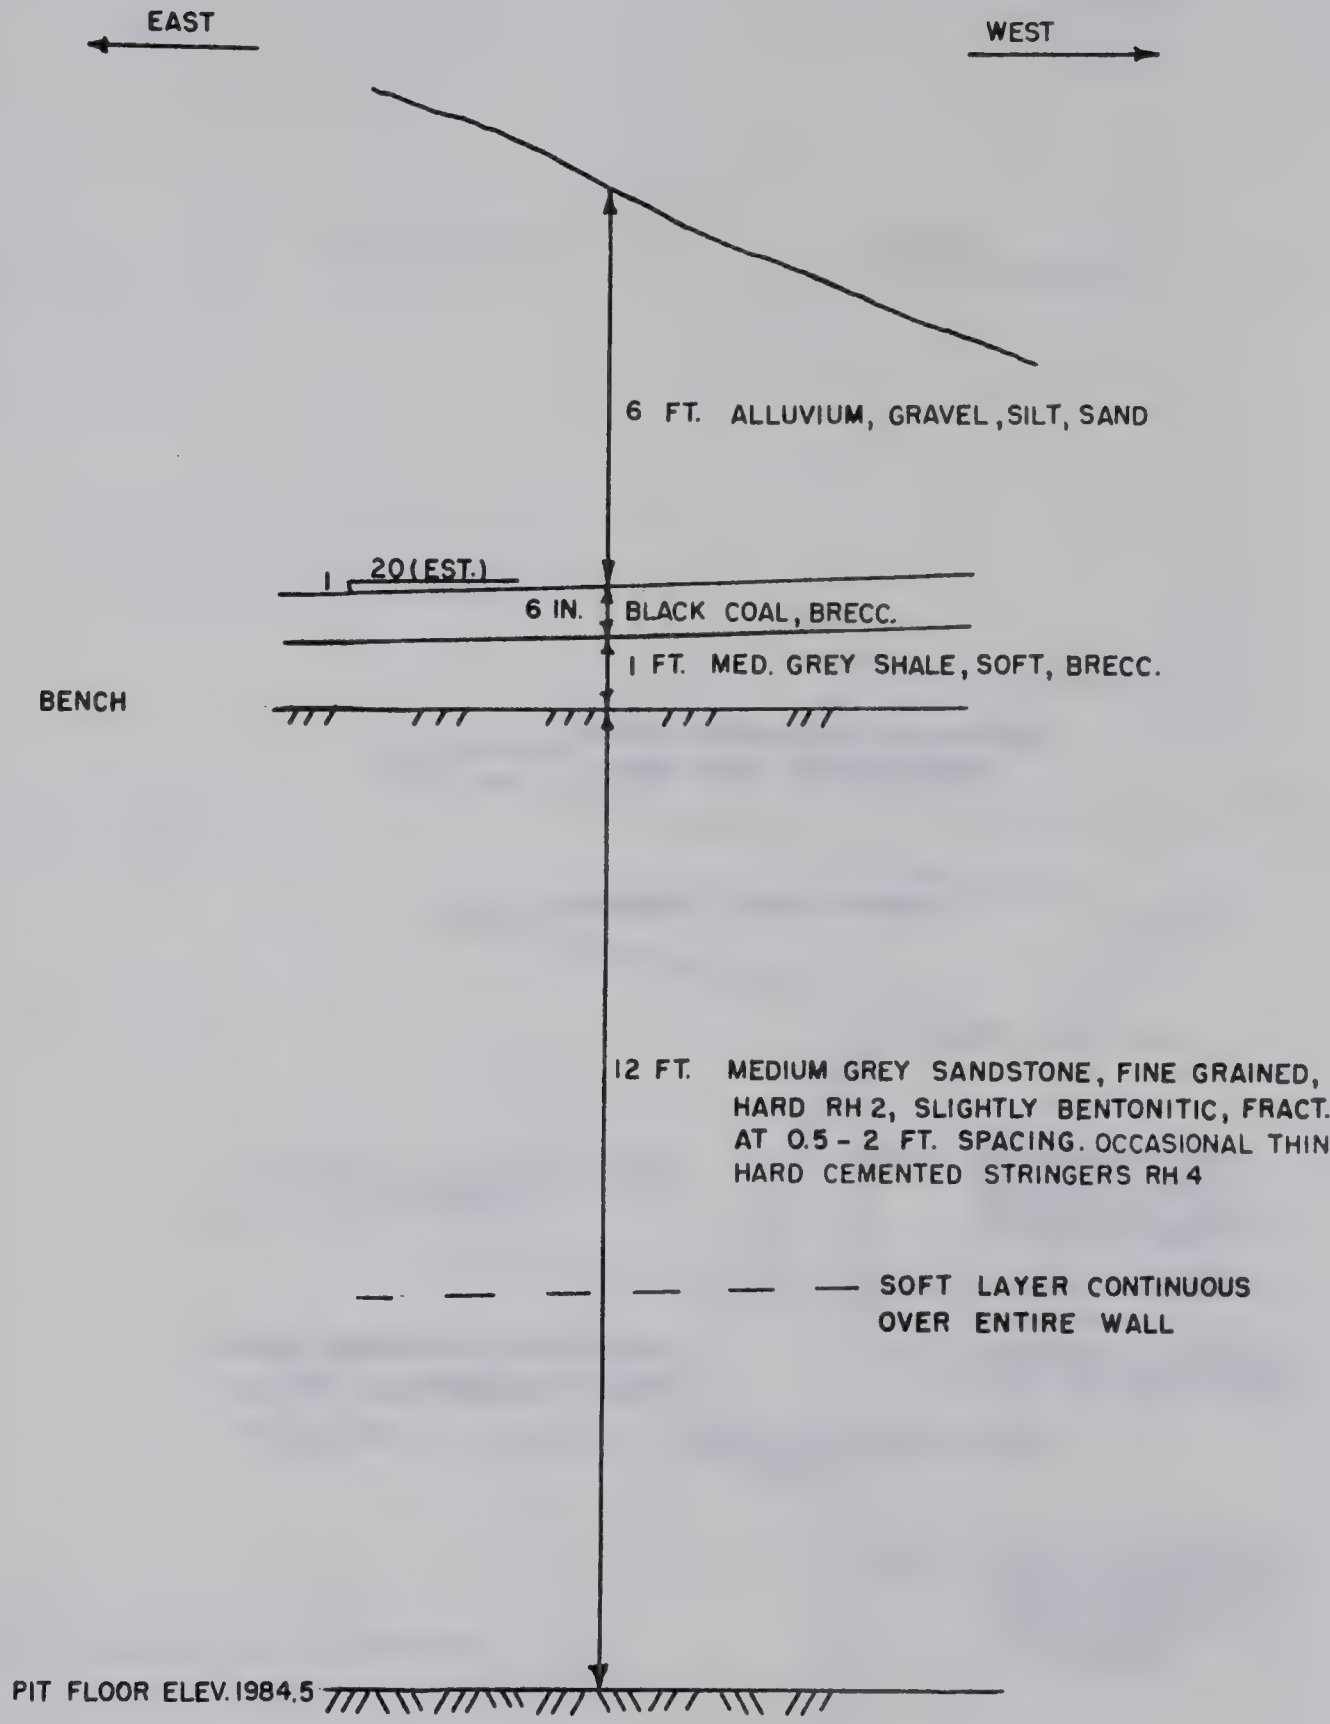 EAST
WEST
6 FT. ALLUVIUM, GRAVEL, SILT, SAND
1 20 (EST.)
6 IN. BLACK COAL, BRECC.
1 FT. MED. GREY SHALE, SOFT, BRECC.
BENCH
12 FT. MEDIUM GREY SANDSTONE, FINE GRAINED,
HARD RH 2, SLIGHTLY BENTONITIC, FRACT.
AT 0.5 - 2 FT. SPACING. OCCASIONAL THIN
HARD CEMENTED STRINGERS RH 4
SOFT LAYER CONTINUOUS
OVER ENTIRE WALL
PIT FLOOR ELEV. 1984.5